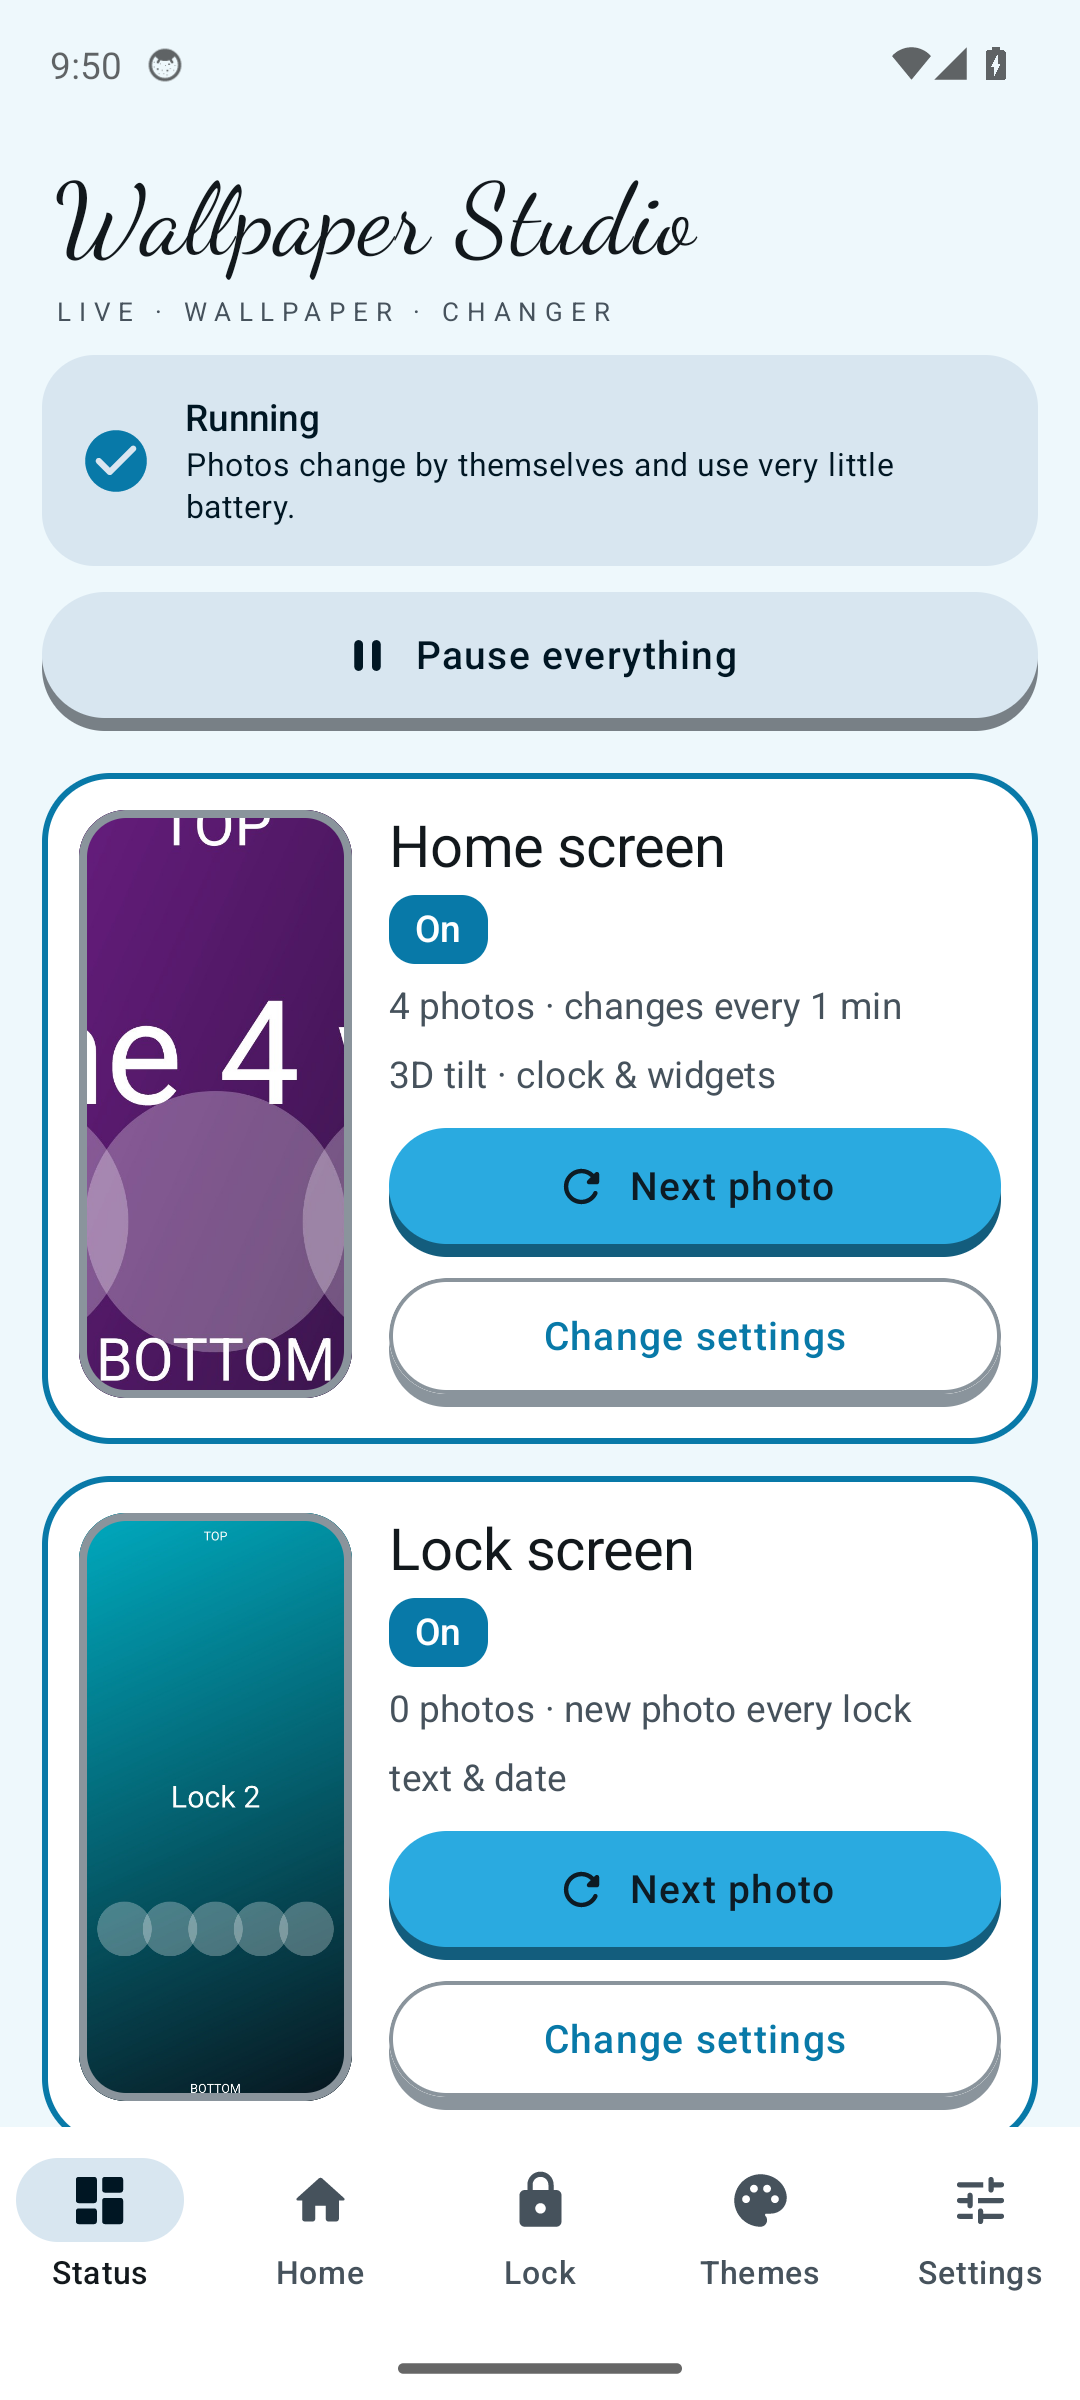 9:50
Wallpaper Studio
LIVE · WALLPAPER · CHANGER
Running
Photos change by themselves and use very little
battery.
Pause everything
TOP
4
BOTTOM
Home screen
On
4 photos · changes every 1 min
3D tilt · clock & widgets
Next photo
Change settings
TOP
Lock 2
BOTTOM
Lock screen
On
0 photos · new photo every lock
text & date
Next photo
Change settings
Status
Home
Lock
Themes
Settings